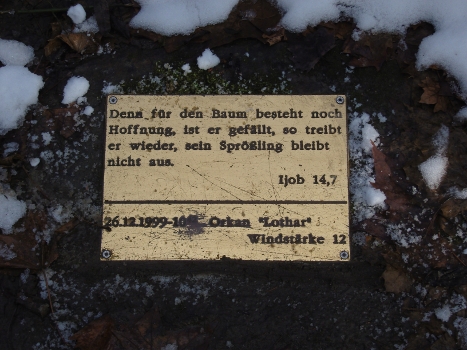 Denn für den Baum besteht noch
Hoffnung, ist er gefällt, so treibt
er wieder, sein Sprößling bleibt
nicht aus.
Ijob 14,7
26.12.1999 Orkan "Lothar"
Windstärke 12